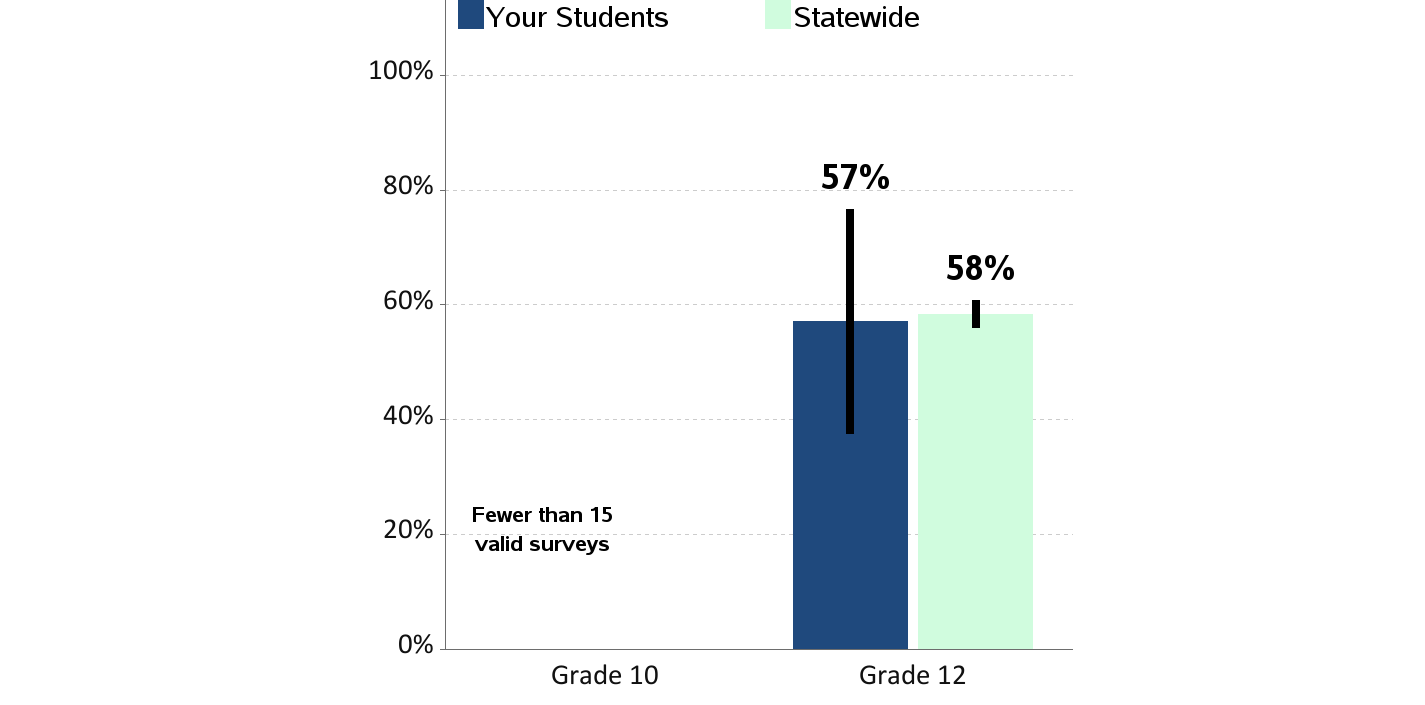 Your Students Statewide
100%
80%
60%
40%
20%
0%
57%
58%
Fewer than 15
valid surveys
Grade 10 Grade 12